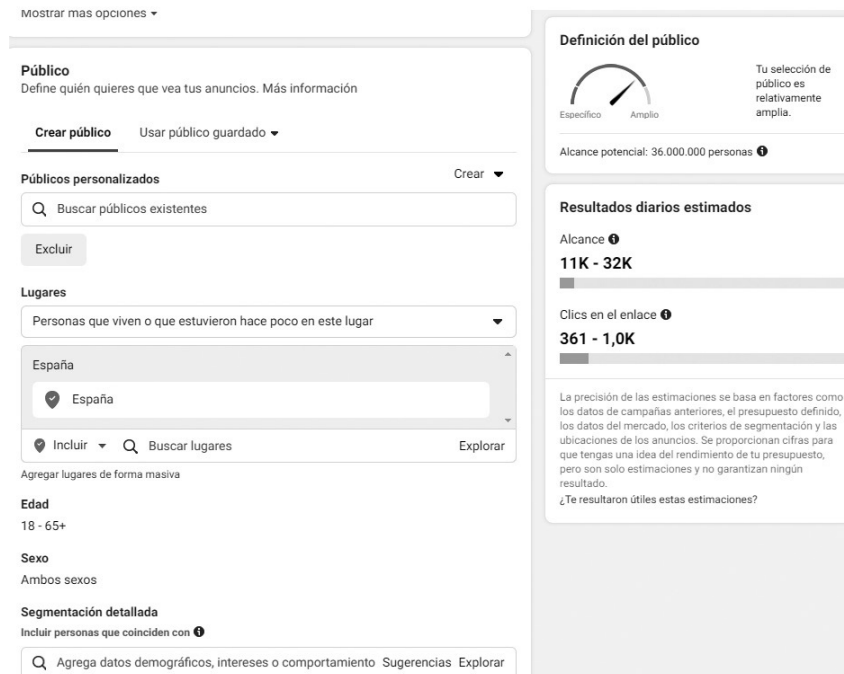 Mostrar más opciones
Público
Define quién quieres que vea tus anuncios. Más información
Crear público Usar público guardado
Públicos personalizados Crear
Buscar públicos existentes
Excluir
Lugares
Personas que viven o que estuvieron hace poco en este lugar
España
España
Incluir Buscar lugares Explorar
Agregar lugares de forma masiva
Edad
18 - 65+
Sexo
Ambos sexos
Segmentación detallada
Incluir personas que coinciden con
Agrega datos demográficos, intereses o comportamiento Sugerencias Explorar
Definición del público
Específico Amplio
Tu selección de
público es
relativamente
amplia.
Alcance potencial: 36.000.000 personas
Resultados diarios estimados
Alcance
11K - 32K
Clics en el enlace
361 - 1,0K
La precisión de las estimaciones se basa en factores como
los datos de campañas anteriores, el presupuesto definido,
los datos del mercado, los criterios de segmentación y las
ubicaciones de los anuncios. Se proporcionan cifras para
que tengas una idea del rendimiento de tu presupuesto,
pero son solo estimaciones y no garantizan ningún
resultado.
¿Te resultaron útiles estas estimaciones?